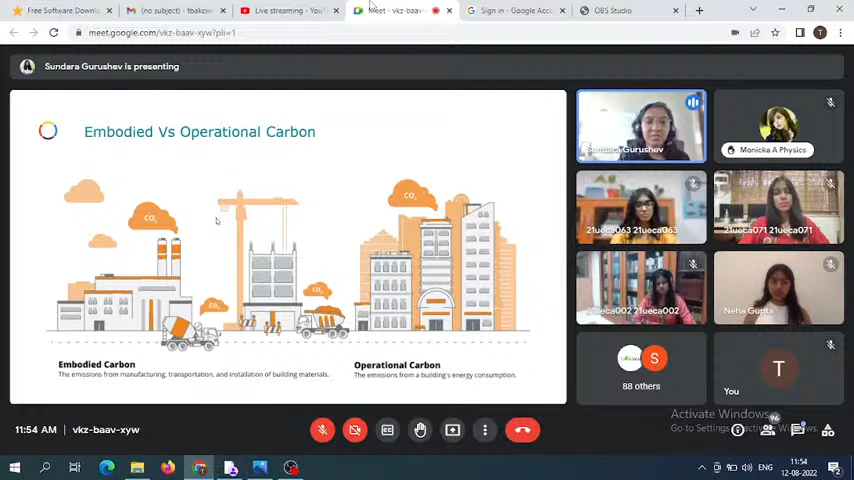 Free Software Downlo
(no subject) - tbakow
Live streaming - YouT
Meet - vkz-baav-
Sign in - Google Acco
OBS Studio
meet.google.com/vkz-baav-xyw?pli=1
T
Sundara Gurushev is presenting
Embodied Vs Operational Carbon
CO₂
CO₂
CO₂
CO₂
Embodied Carbon
The emissions from manufacturing, transportation, and installation of building materials.
Operational Carbon
The emissions from a building's energy consumption.
Sundara Gurushev
Monicka A Physics
21ueca063 21ueca063
21ueca071 21ueca071
21ueca002 21ueca002
Neha Gupta
S
88 others
T
You
Activate Windows
Go to Settings
11:54 AM | vkz-baav-xyw
96
ENG
11:54
12-08-2022
2